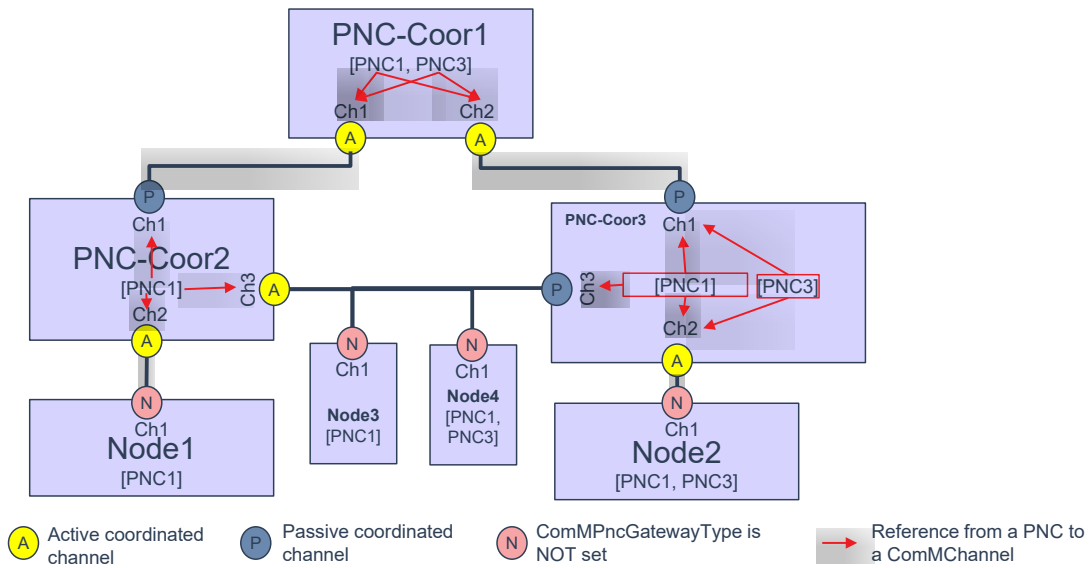 PNC-Coor1
[PNC1, PNC3]
Ch1
Ch2
A
A
P
P
Ch1
PNC-Coor2
[PNC1]
Ch3
A
Ch2
A
PNC-Coor3
Ch1
P
Ch3
[PNC1]
[PNC3]
Ch2
A
N
Ch1
Node1
[PNC1]
N
Ch1
Node3
[PNC1]
N
Ch1
Node4
[PNC1,
PNC3]
N
Ch1
Node2
[PNC1, PNC3]
A
Active coordinated
channel
P
Passive coordinated
channel
N
ComMPncGatewayType is
NOT set
Reference from a PNC to
a ComMChannel